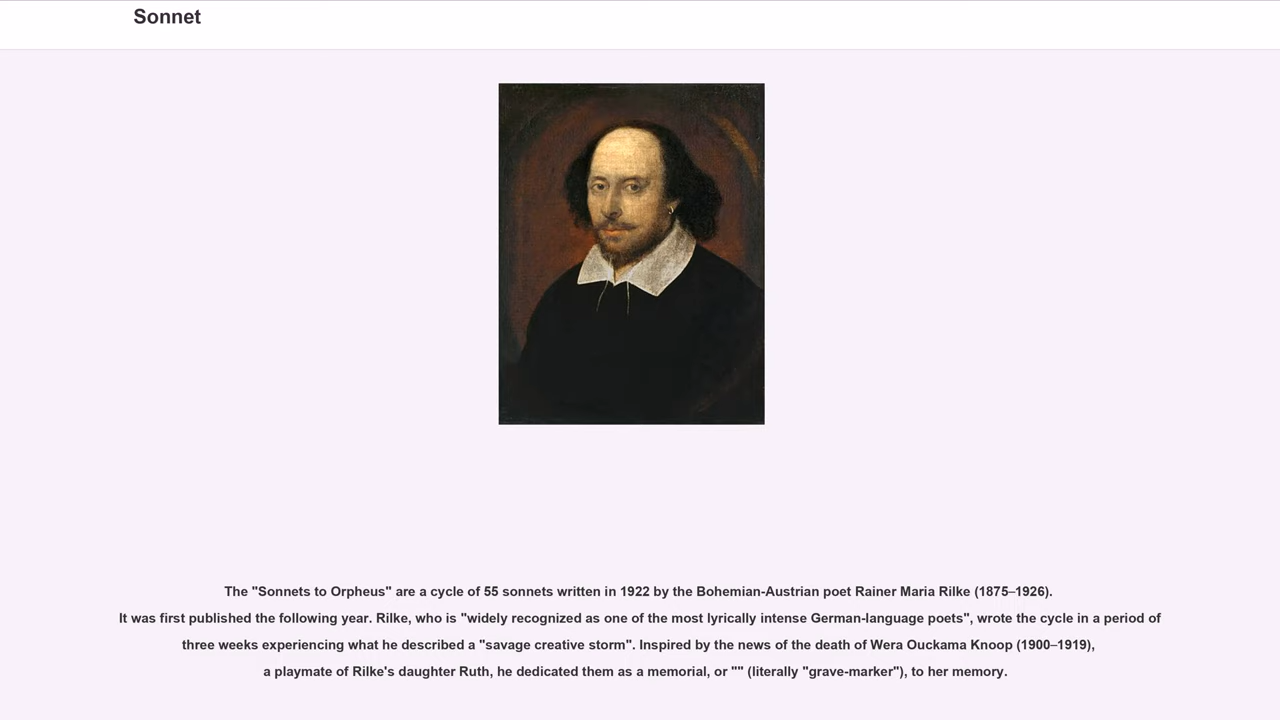 Sonnet
The "Sonnets to Orpheus" are a cycle of 55 sonnets written in 1922 by the Bohemian-Austrian poet Rainer Maria Rilke (1875–1926).
It was first published the following year. Rilke, who is "widely recognized as one of the most lyrically intense German-language poets", wrote the cycle in a period of
three weeks experiencing what he described a "savage creative storm". Inspired by the news of the death of Wera Ouckama Knoop (1900–1919),
a playmate of Rilke's daughter Ruth, he dedicated them as a memorial, or "" (literally "grave-marker"), to her memory.